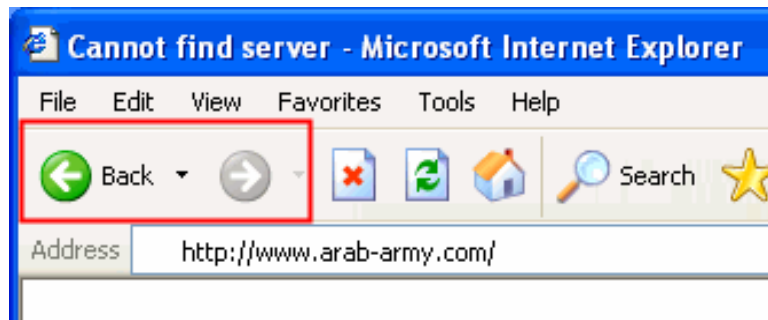 Cannot find server - Microsoft Internet Explorer
File Edit View Favorites Tools Help
Back Search
Address http://www.arab-army.com/